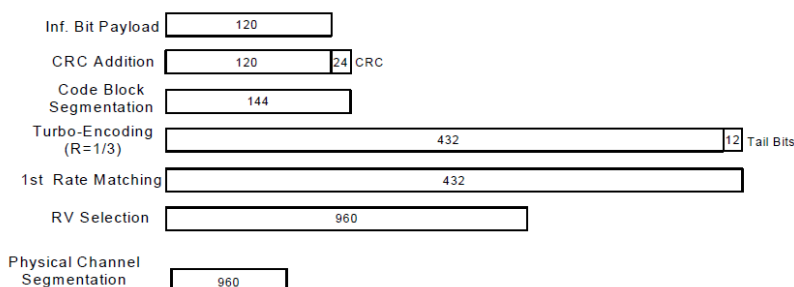 Inf. Bit Payload 120
CRC Addition 120 24 CRC
Code Block
Segmentation 144
Turbo-Encoding
(R=1/3) 432 12 Tail Bits
1st Rate Matching 432
RV Selection 960
Physical Channel
Segmentation 960